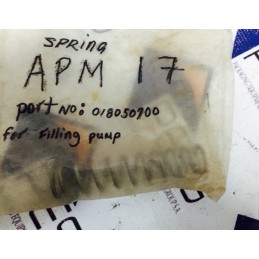 SPRING
APM 17
part NO: 018050900
for Filling pump